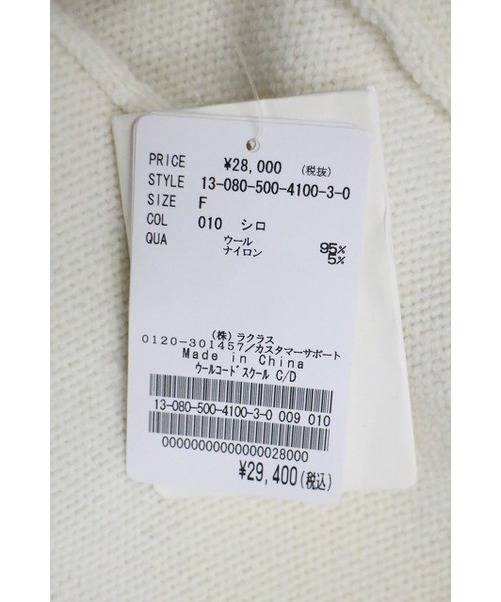 PRICE ¥28,000 (税抜)
STYLE 13-080-500-4100-3-0
SIZE F
COL 010 シロ
QUA ウール 95%
ナイロン 5%
(株)ラクラス
0120-301457/カスタマーサポート
Made in China
ウールコードスクール C/D
13-080-500-4100-3-0 009 010
00000000000000028000
¥29,400(税込)